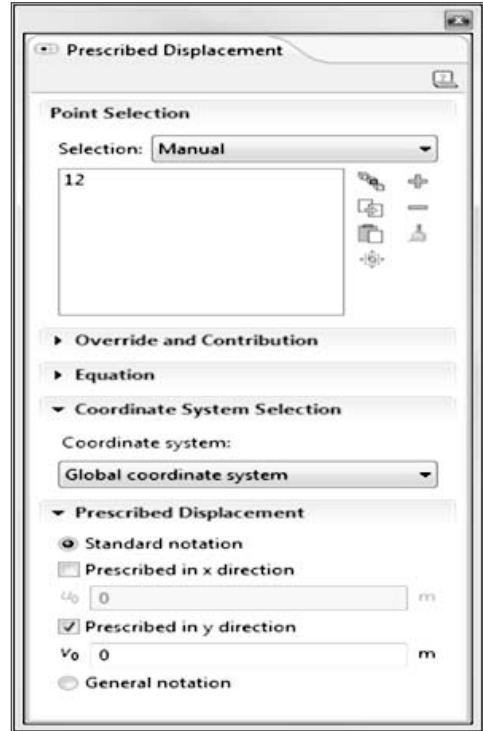 Prescribed Displacement
Point Selection
Selection: Manual
12
Override and Contribution
Equation
Coordinate System Selection
Coordinate system:
Global coordinate system
Prescribed Displacement
Standard notation
Prescribed in x direction
u0 0 m
Prescribed in y direction
v0 0 m
General notation